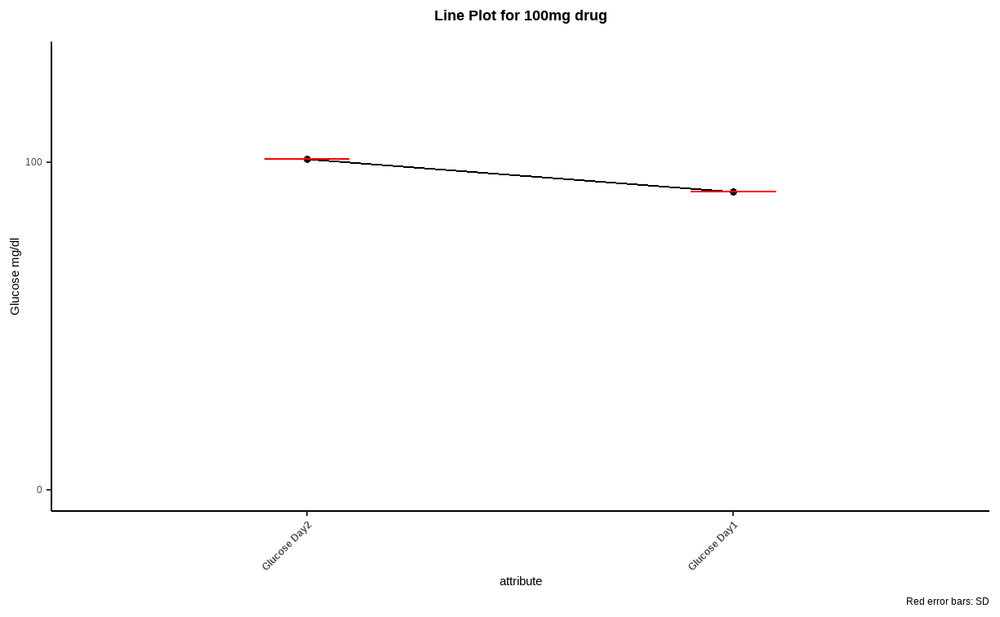 Line Plot for 100mg drug
100
Glucose mg/dl
0
Glucose Day2
Glucose Day1
attribute
Red error bars: SD